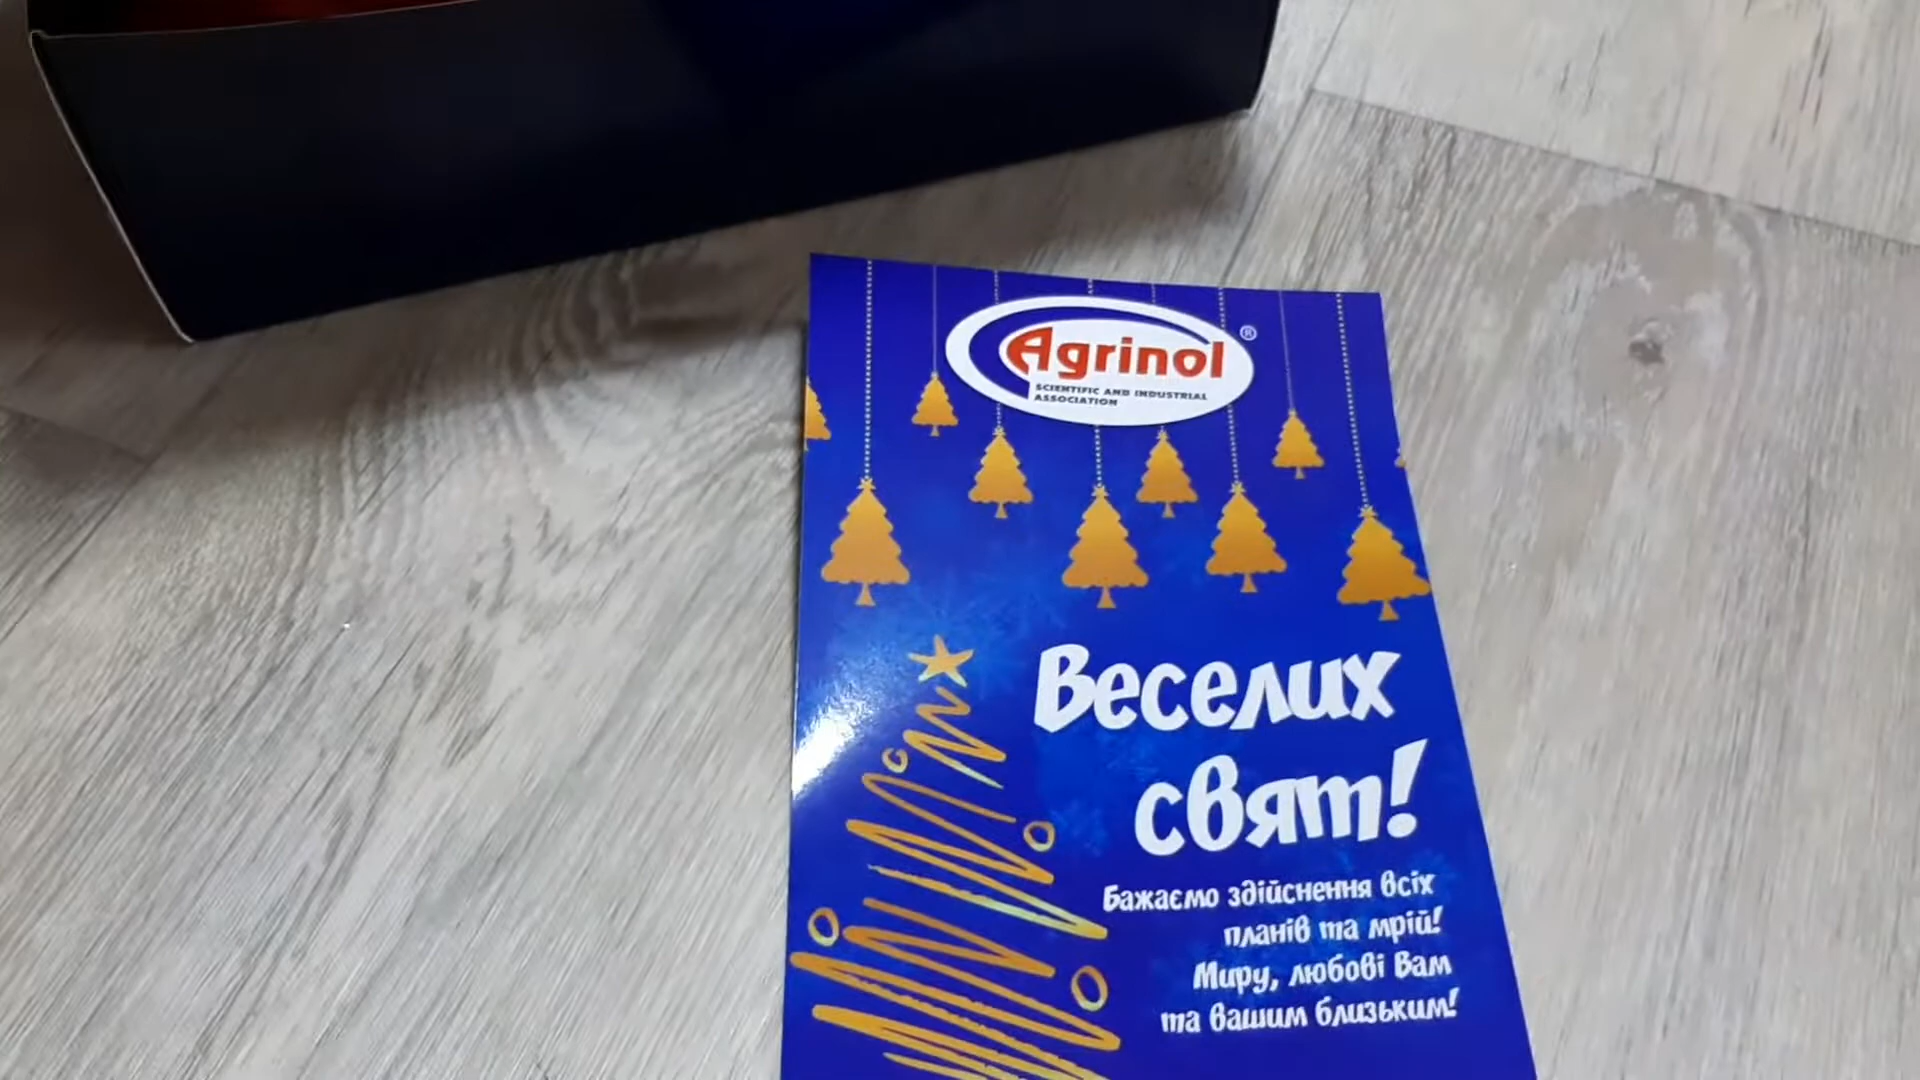 Agrinol ®
SCIENTIFIC AND INDUSTRIAL
ASSOCIATION
Веселих
свят!
Бажаємо здійснення всіх
планів та мрій!
Миру, любові Вам
та вашим близьким!